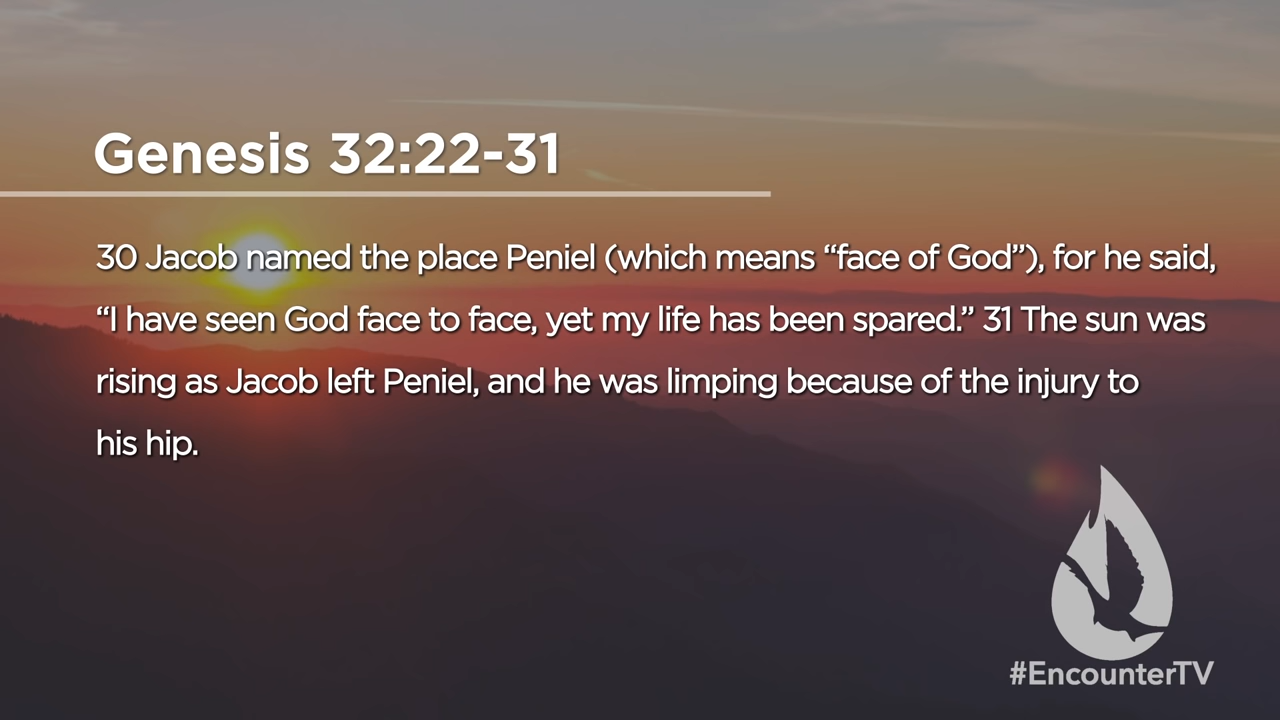 Genesis 32:22-31
30 Jacob named the place Peniel (which means “face of God”), for he said,
“I have seen God face to face, yet my life has been spared.” 31 The sun was
rising as Jacob left Peniel, and he was limping because of the injury to
his hip.
#EncounterTV